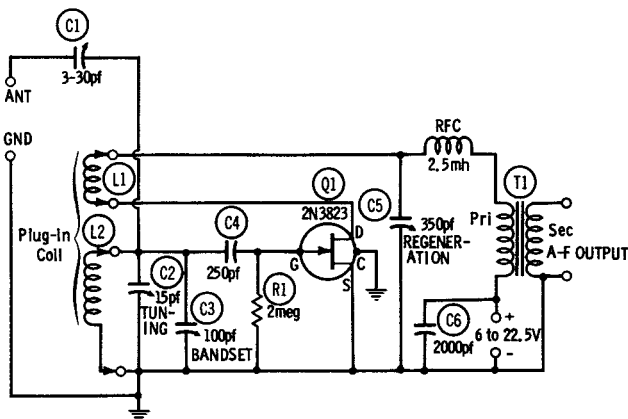 C1
3-30pf
ANT
GND
RFC
2.5mh
L1
Q1
2N3823
T1
C5
Pri
Sec
A-F OUTPUT
350pf
REGENER-
ATION
Plug-in
Coil
L2
C4
250pf
D
G
C
S
C2
15pf
TUN-
ING
C3
100pf
BANDSET
R1
2meg
C6
2000pf
+
6 to 22.5V
-